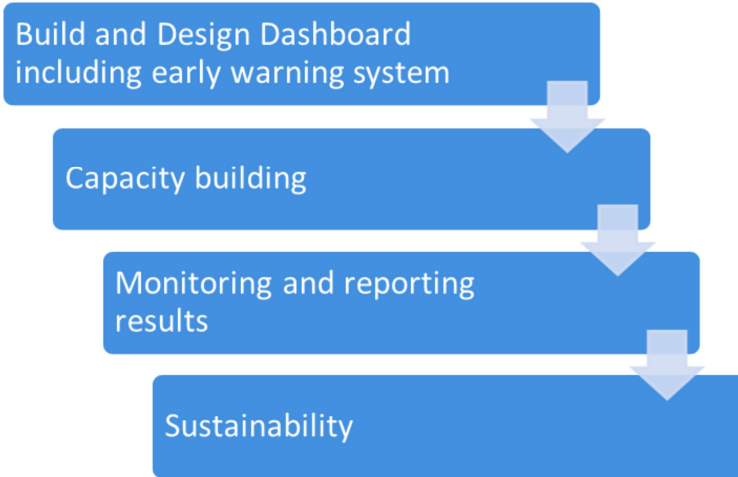 Build and Design Dashboard
including early warning system
Capacity building
Monitoring and reporting
results
Sustainability